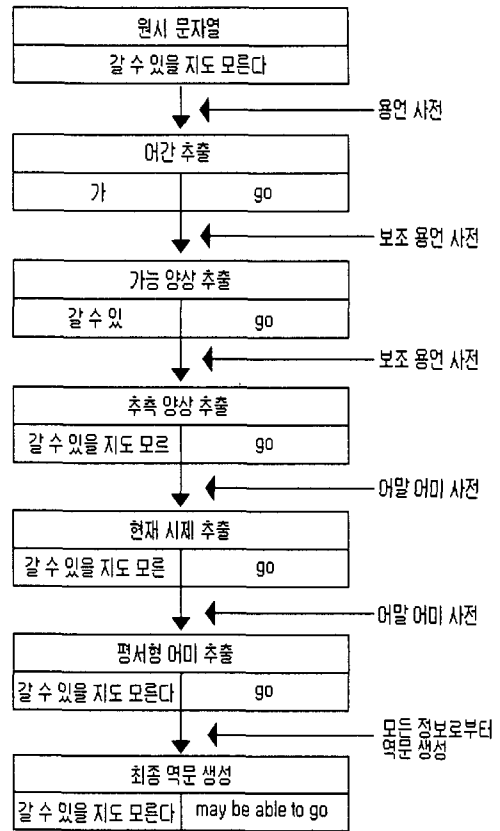 원시 문자열
갈 수 있을 지도 모른다
용언 사전
어간 추출
가 go
보조 용언 사전
가능 양상 추출
갈 수 있 go
보조 용언 사전
추측 양상 추출
갈 수 있을 지도 모르 go
어말 어미 사전
현재 시제 추출
갈 수 있을 지도 모른 go
어말 어미 사전
평서형 어미 추출
갈 수 있을 지도 모른다 go
모든 정보로부터
역문 생성
최종 역문 생성
갈 수 있을 지도 모른다 may be able to go